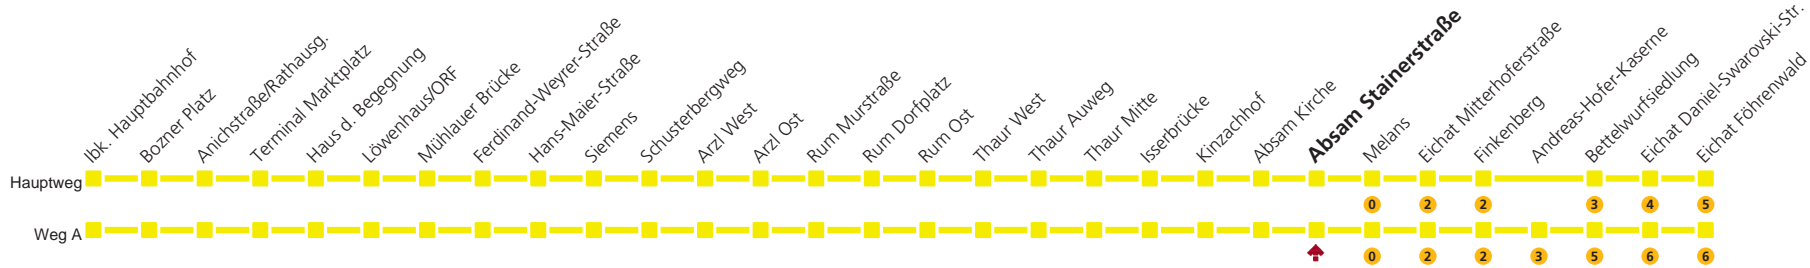 Ibk. Hauptbahnhof
Bozner Platz
Anichstraße/Rathausg.
Terminal Marktplatz
Haus d. Begegnung
Löwenhaus/ORF
Mühlauer Brücke
Ferdinand-Weyrer-Straße
Hans-Maier-Straße
Siemens
Schusterbergweg
Arzl West
Arzl Ost
Rum Murstraße
Rum Dorfplatz
Rum Ost
Thaur West
Thaur Auweg
Thaur Mitte
Isserbrücke
Kinzachhof
Absam Kirche
Absam Stainerstraße
Melans
Eichat Mitterhoferstraße
Finkenberg
Andreas-Hofer-Kaserne
Bettelwurfsiedlung
Eichat Daniel-Swarovski-Str.
Eichat Föhrenwald
Hauptweg
0 2 2 3 4 5
Weg A
0 2 2 3 5 6 6